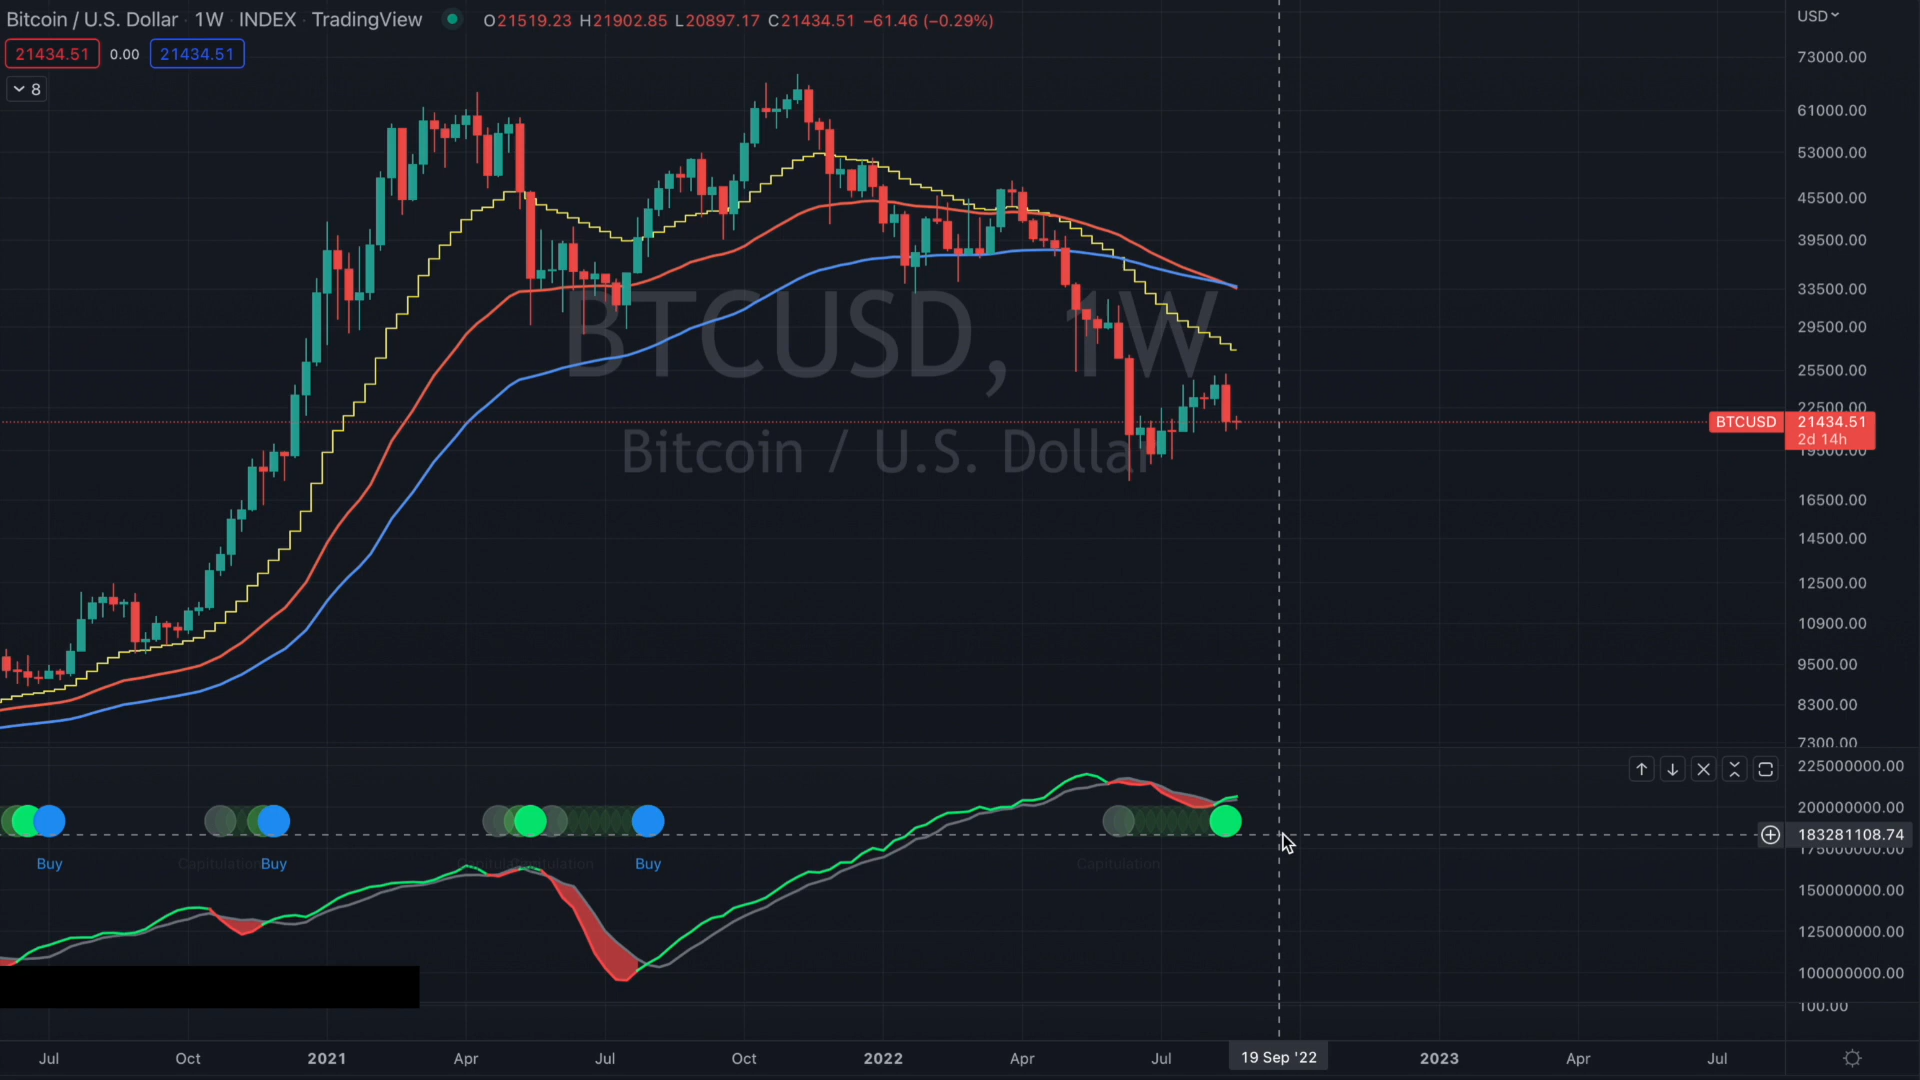 Bitcoin / U.S. Dollar · 1W · INDEX · TradingView O21519.23 H21902.85 L20897.17 C21434.51 −61.46 (−0.29%)
21434.51 0.00 21434.51
8
USD
73000.00
61000.00
53000.00
45500.00
39500.00
33500.00
29500.00
25500.00
22500.00
BTCUSD 21434.51
2d 14h
19500.00
16500.00
14500.00
12500.00
10900.00
9500.00
8300.00
7300.00
BTCUSD, 1W
Bitcoin / U.S. Dollar
225000000.00
200000000.00
183281108.74
175000000.00
150000000.00
125000000.00
100000000.00
100.00
Buy Capitulation Buy Buy Capitulation
Jul Oct 2021 Apr Jul Oct 2022 Apr Jul 19 Sep '22 2023 Apr Jul